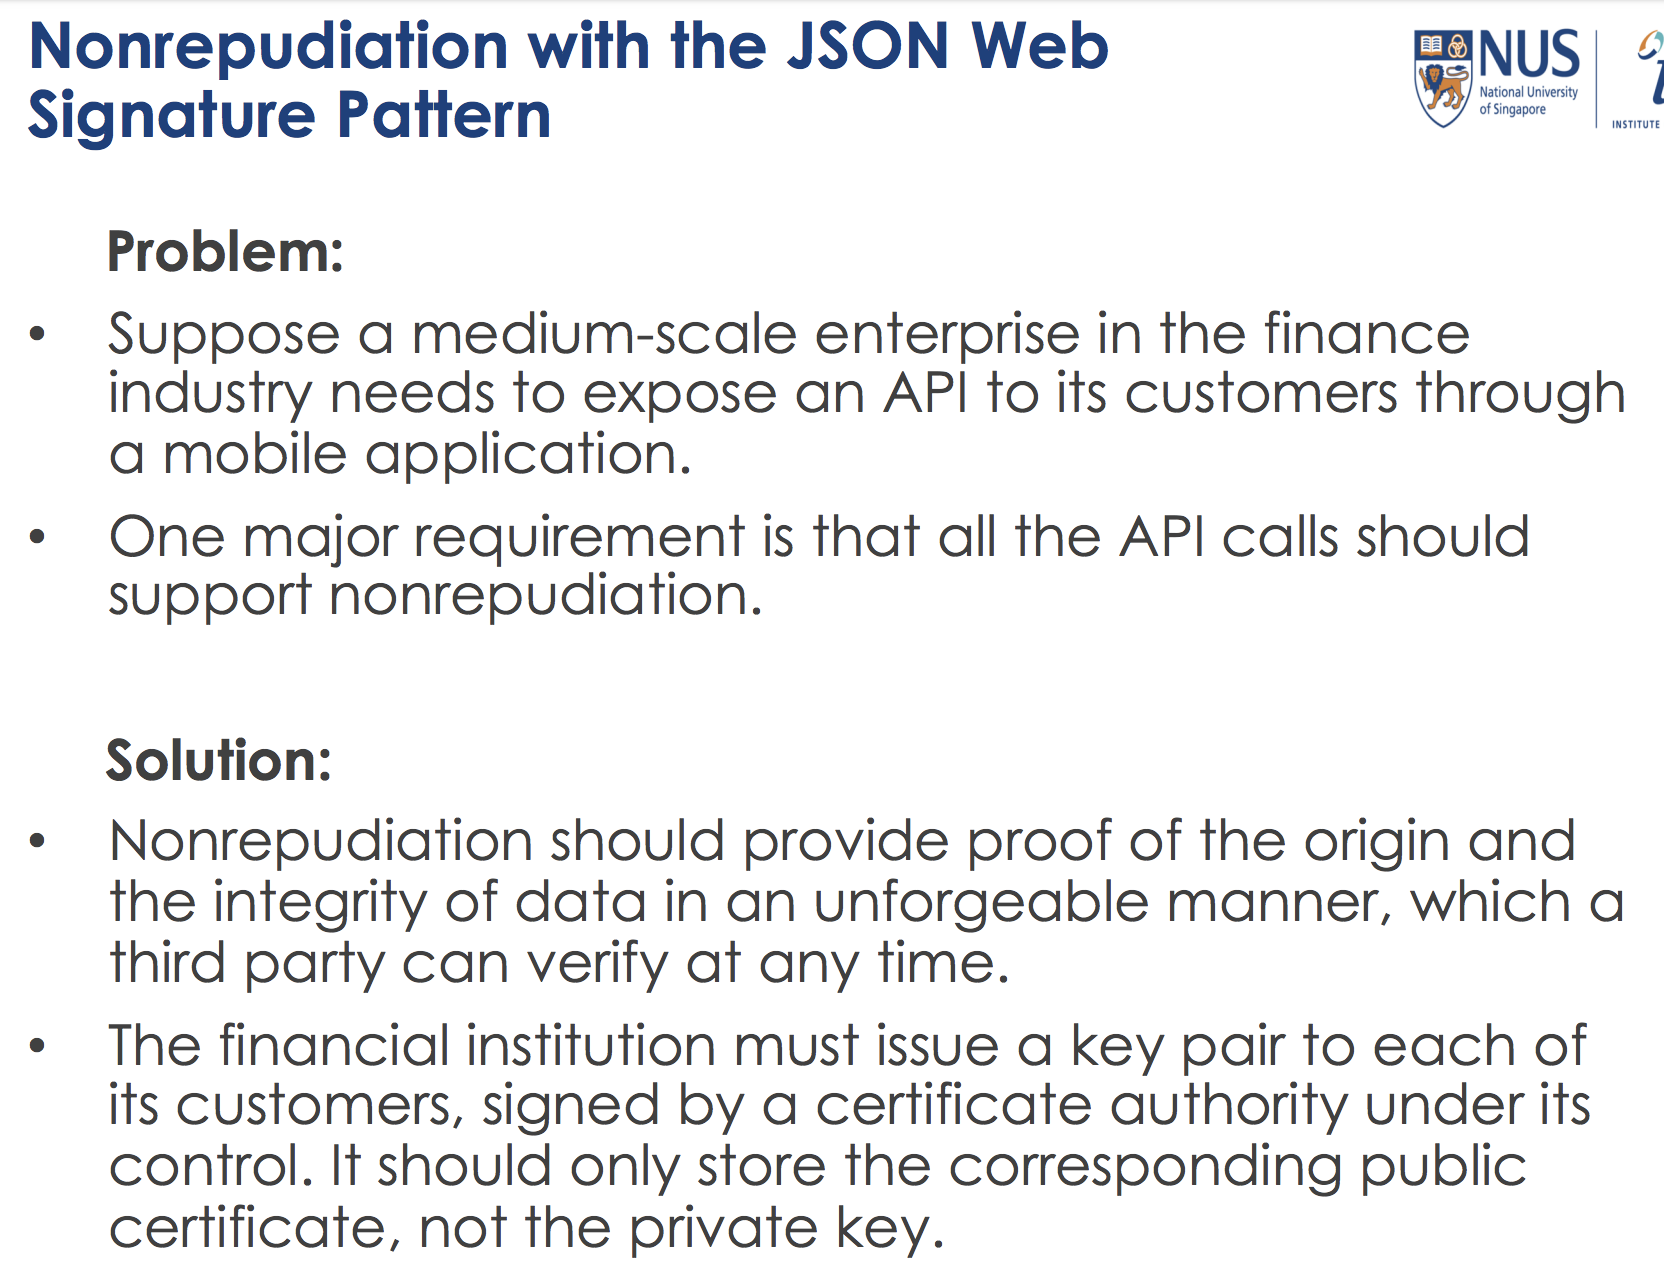 Nonrepudiation with the JSON Web
Signature Pattern
NUS
National University
of Singapore
INSTITUTE
Problem:
• Suppose a medium-scale enterprise in the finance
industry needs to expose an API to its customers through
a mobile application.
• One major requirement is that all the API calls should
support nonrepudiation.
Solution:
• Nonrepudiation should provide proof of the origin and
the integrity of data in an unforgeable manner, which a
third party can verify at any time.
• The financial institution must issue a key pair to each of
its customers, signed by a certificate authority under its
control. It should only store the corresponding public
certificate, not the private key.